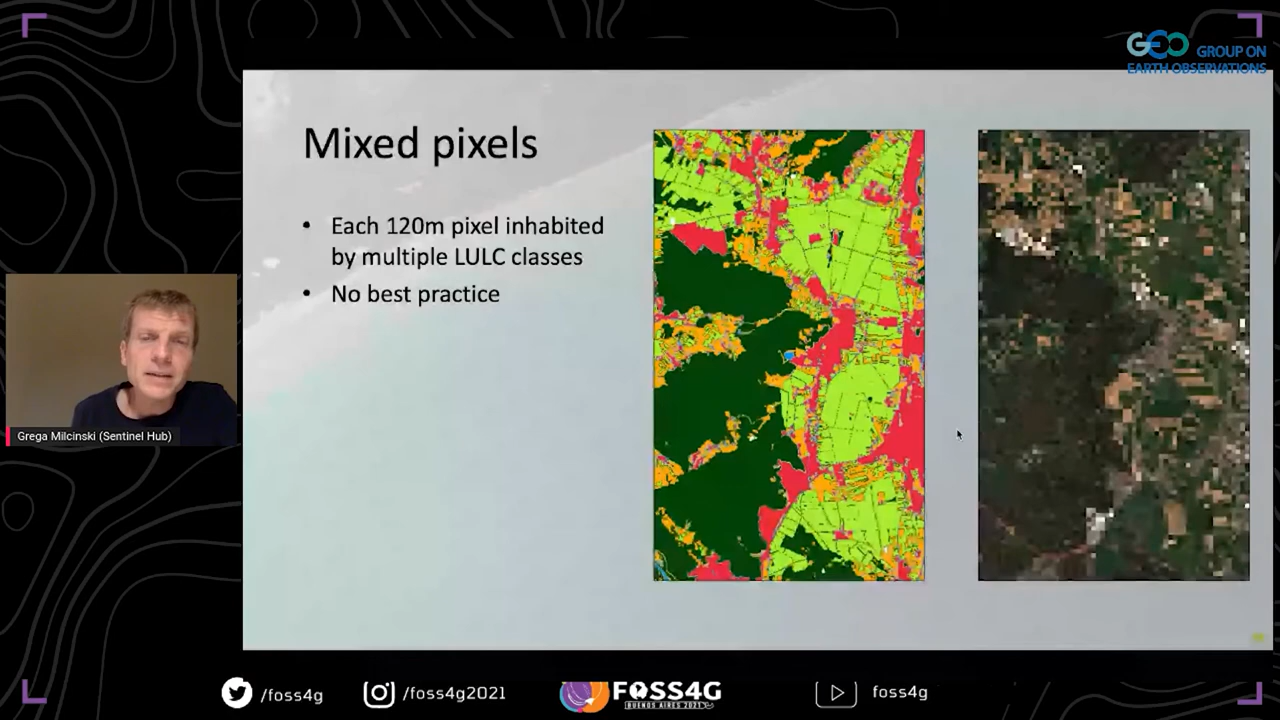 GEO GROUP ON
EARTH OBSERVATIONS
Mixed pixels
• Each 120m pixel inhabited
by multiple LULC classes
• No best practice
Grega Milcinski (Sentinel Hub)
/foss4g
/foss4g2021
FOSS4G
BUENOS AIRES 2021
foss4g